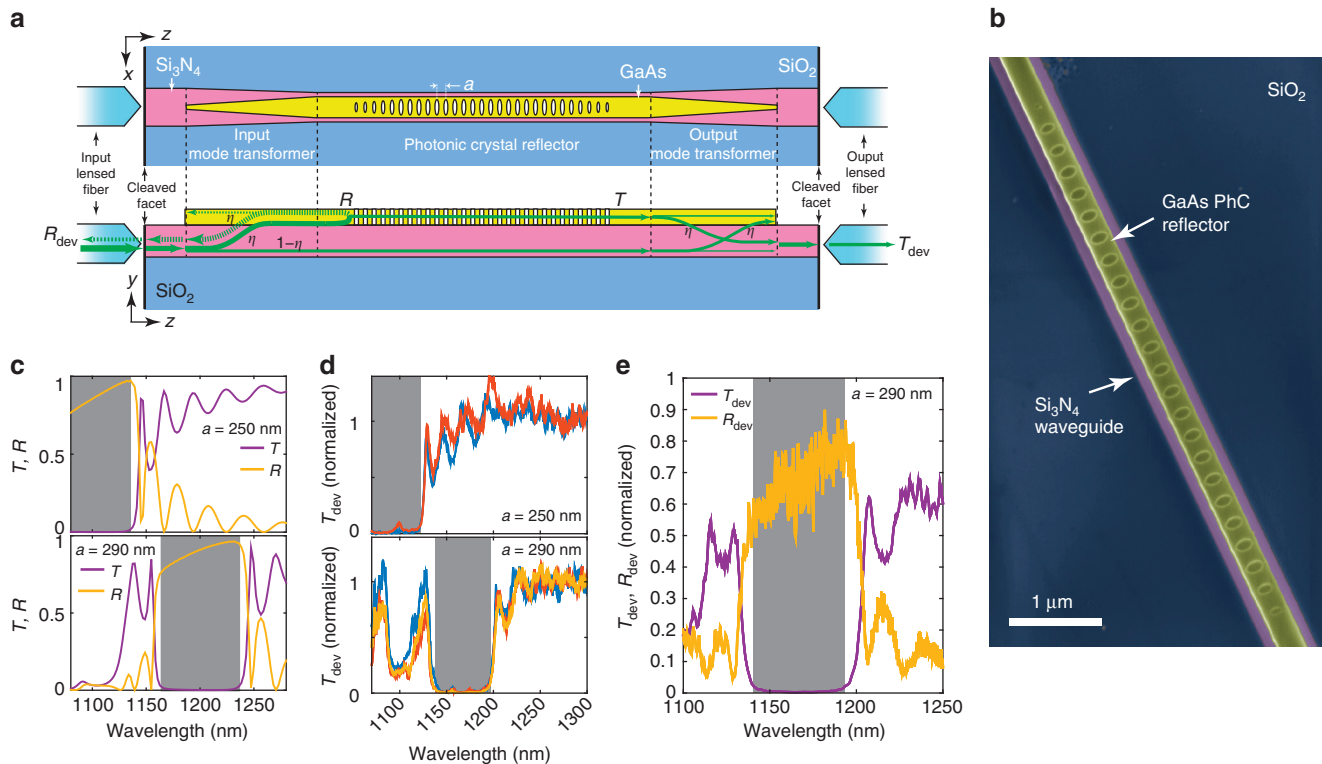 a
z
x
Si3N4
GaAs
SiO2
a
Input
mode transformer
Photonic crystal reflector
Output
mode transformer
Input
lensed
fiber
Cleaved
facet
Cleaved
facet
Ouput
lensed
fiber
R
T
η
η
1–η
η
η
Rdev
Tdev
y
z
SiO2
b
SiO2
GaAs PhC
reflector
Si3N4
waveguide
1 μm
c
1
0.5
0
T, R
a = 250 nm
T
R
1
0.5
0
T, R
a = 290 nm
T
R
1100 1150 1200 1250
Wavelength (nm)
d
1
0
Tdev (normalized)
a = 250 nm
1
0
Tdev (normalized)
a = 290 nm
1100 1150 1200 1250 1300
Wavelength (nm)
e
1
0.9
0.8
0.7
0.6
0.5
0.4
0.3
0.2
0.1
0
Tdev, Rdev (normalized)
Tdev
Rdev
a = 290 nm
1100 1150 1200 1250
Wavelength (nm)